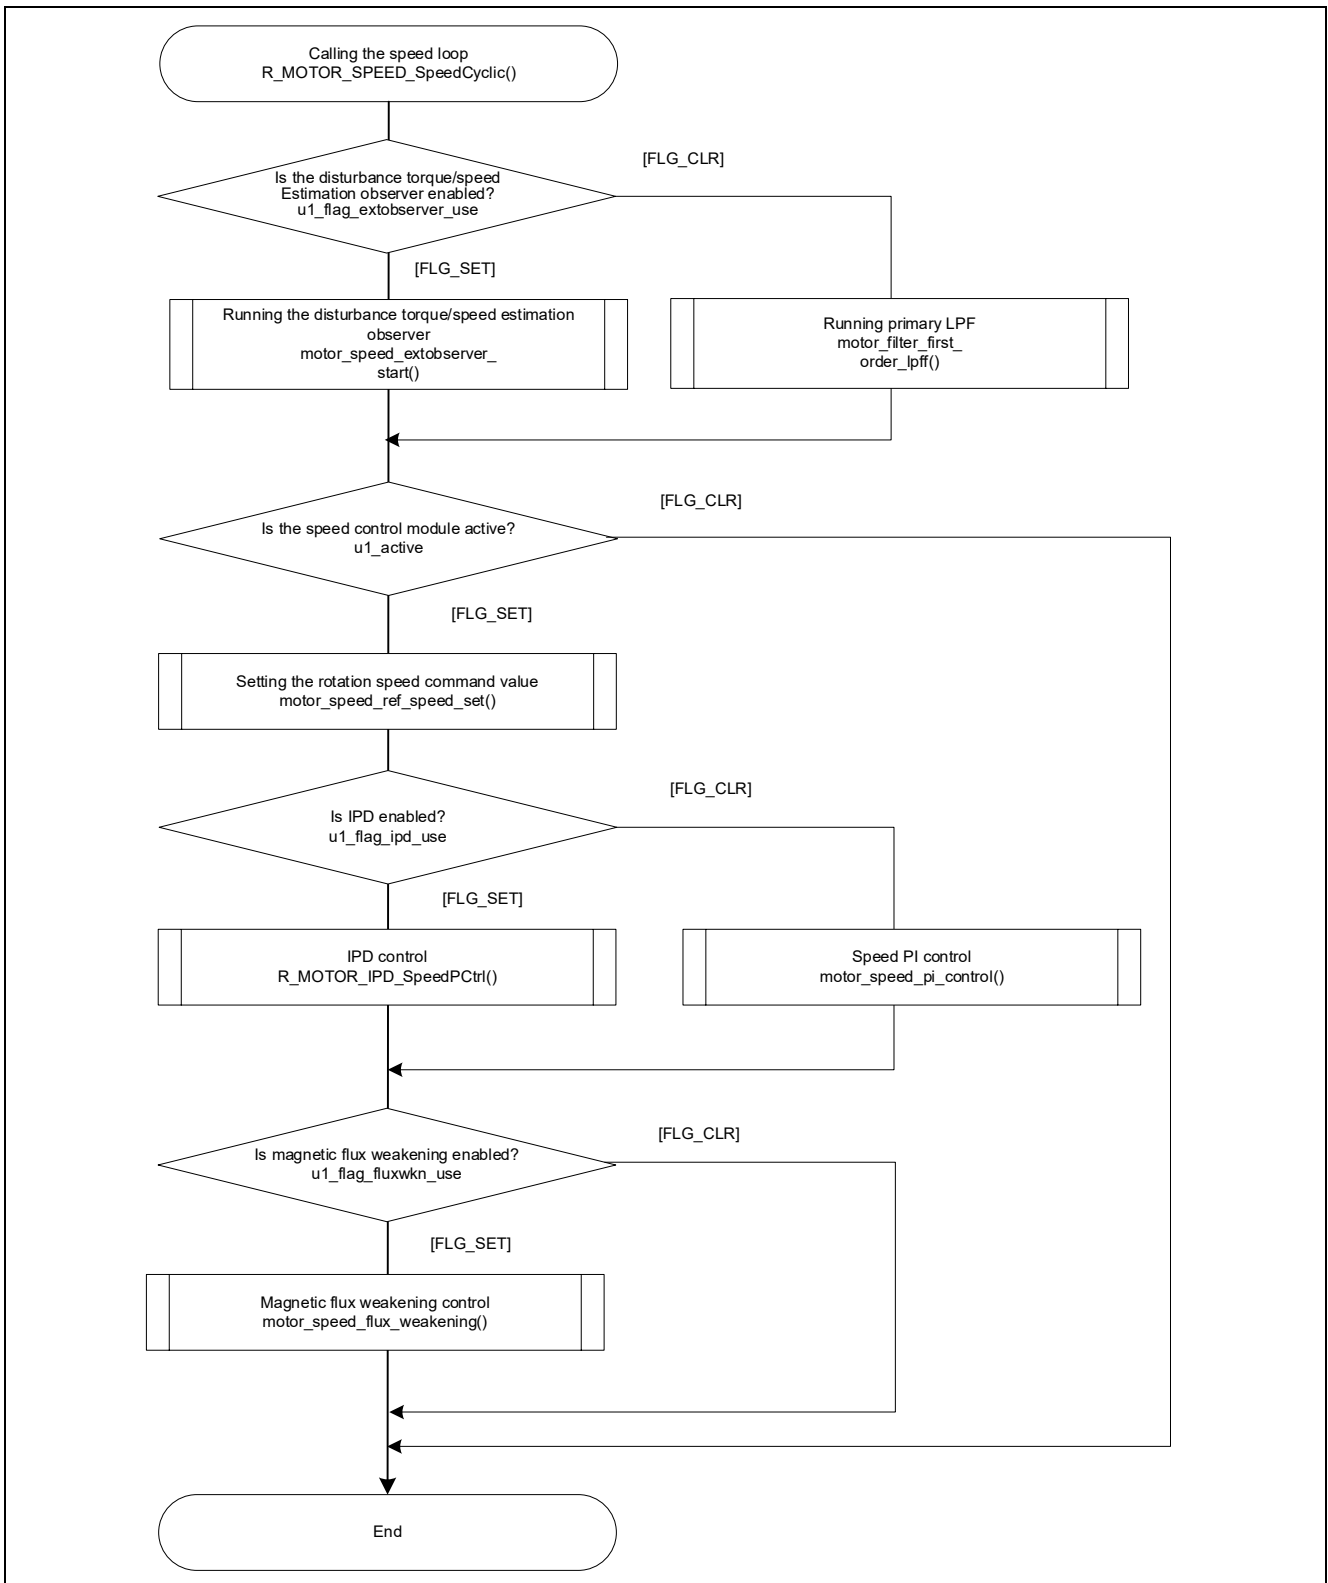 Calling the speed loop
R_MOTOR_SPEED_SpeedCyclic()
[FLG_CLR]
Is the disturbance torque/speed
Estimation observer enabled?
u1_flag_extobserver_use
[FLG_SET]
Running the disturbance torque/speed estimation
observer
motor_speed_extobserver_
start()
Running primary LPF
motor_filter_first_
order_lpff()
[FLG_CLR]
Is the speed control module active?
u1_active
[FLG_SET]
Setting the rotation speed command value
motor_speed_ref_speed_set()
[FLG_CLR]
Is IPD enabled?
u1_flag_ipd_use
[FLG_SET]
IPD control
R_MOTOR_IPD_SpeedPCtrl()
Speed PI control
motor_speed_pi_control()
[FLG_CLR]
Is magnetic flux weakening enabled?
u1_flag_fluxwkn_use
[FLG_SET]
Magnetic flux weakening control
motor_speed_flux_weakening()
End